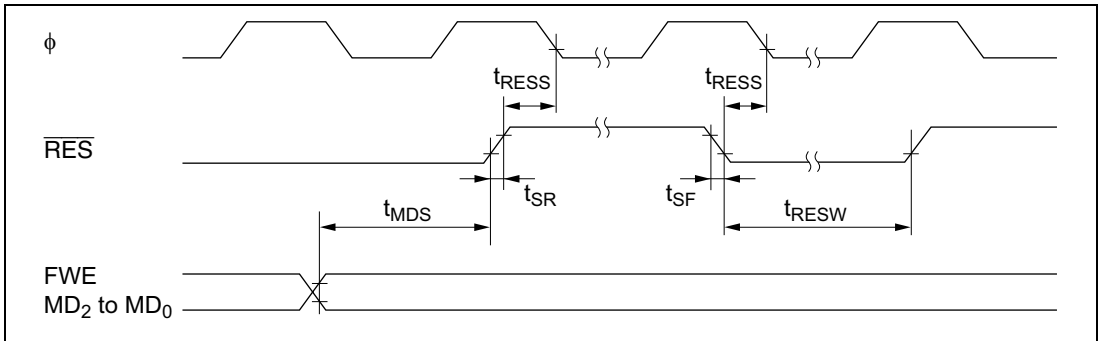 ϕ
tRESS tRESS
RES
tSR tSF
tMDS tRESW
FWE
MD2 to MD0